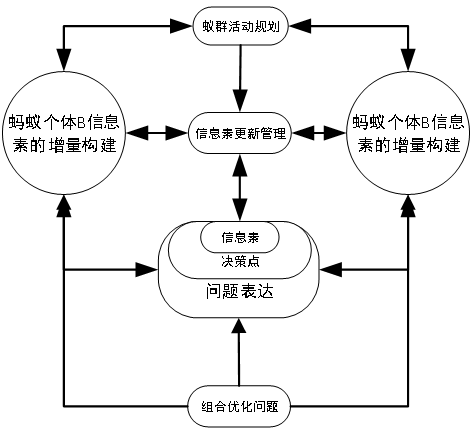 蚁群活动规划
蚂蚁个体B信息
素的增量构建
信息素更新管理
蚂蚁个体B信息
素的增量构建
信息素
决策点
问题表达
组合优化问题